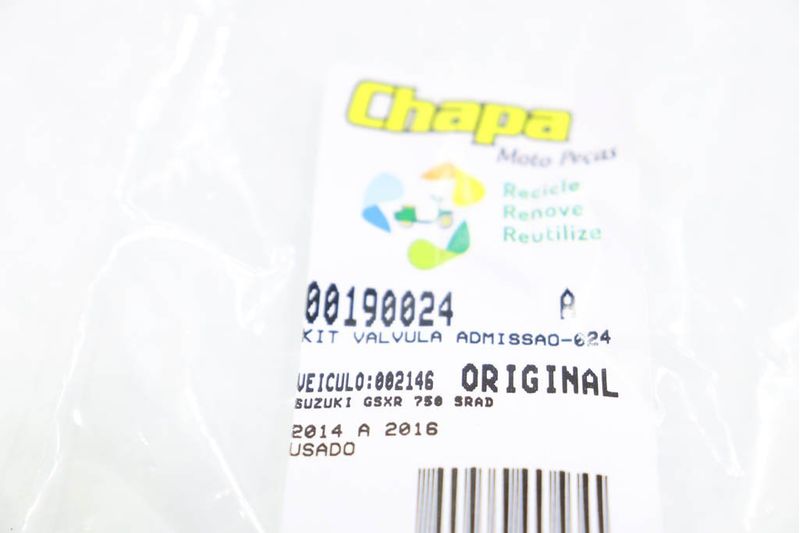 Chapa
Moto Peças
Recicle
Renove
Reutilize
00190024 A
KIT VALVULA ADMISSAO-624
VEICULO:002146 ORIGINAL
SUZUKI GSXR 750 SRAD
2014 A 2016
USADO